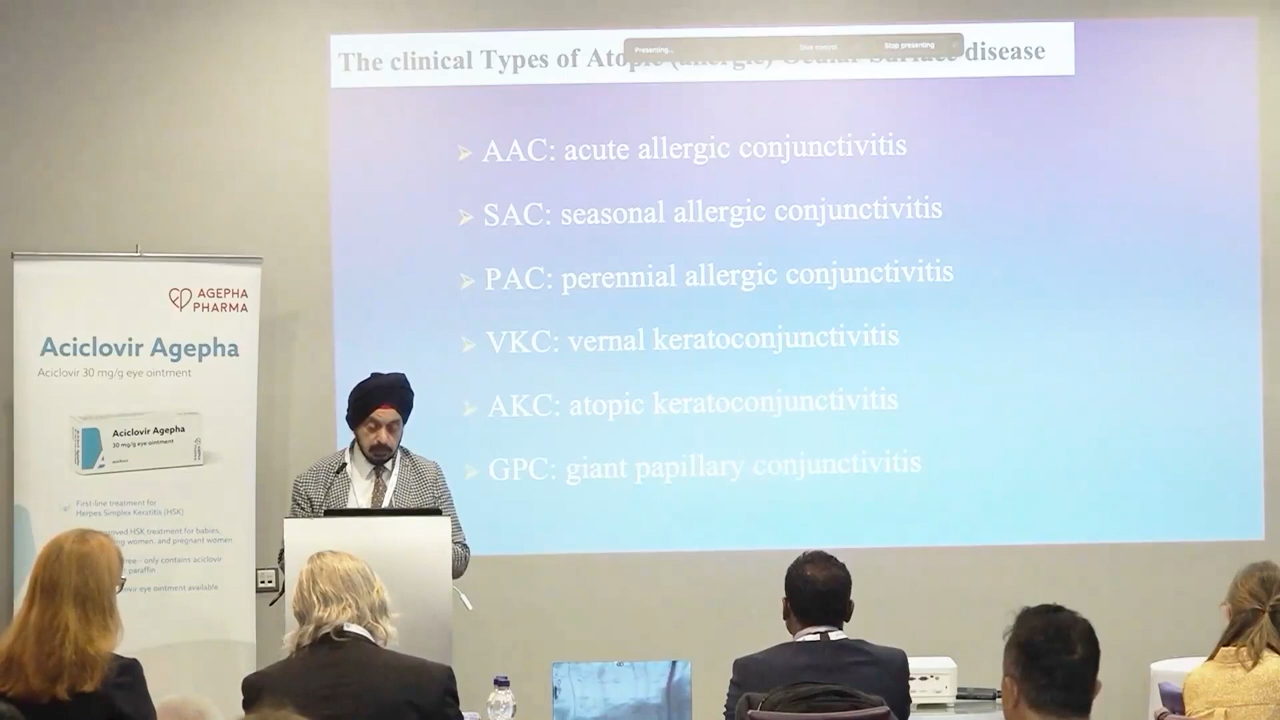 The clinical Types of Atopic (allergic) Ocular Surface disease
Presenting...
Give control
Stop presenting
AAC: acute allergic conjunctivitis
SAC: seasonal allergic conjunctivitis
PAC: perennial allergic conjunctivitis
VKC: vernal keratoconjunctivitis
AKC: atopic keratoconjunctivitis
GPC: giant papillary conjunctivitis
AGEPHA
PHARMA
Aciclovir Agepha
Aciclovir 30 mg/g eye ointment
Aciclovir Agepha
30 mg/g eye ointment
First-line treatment for
Herpes Simplex Keratitis (HSK)
HSK treatment for babies,
women, and pregnant women
only contains aciclovir
paraffin
eye ointment available